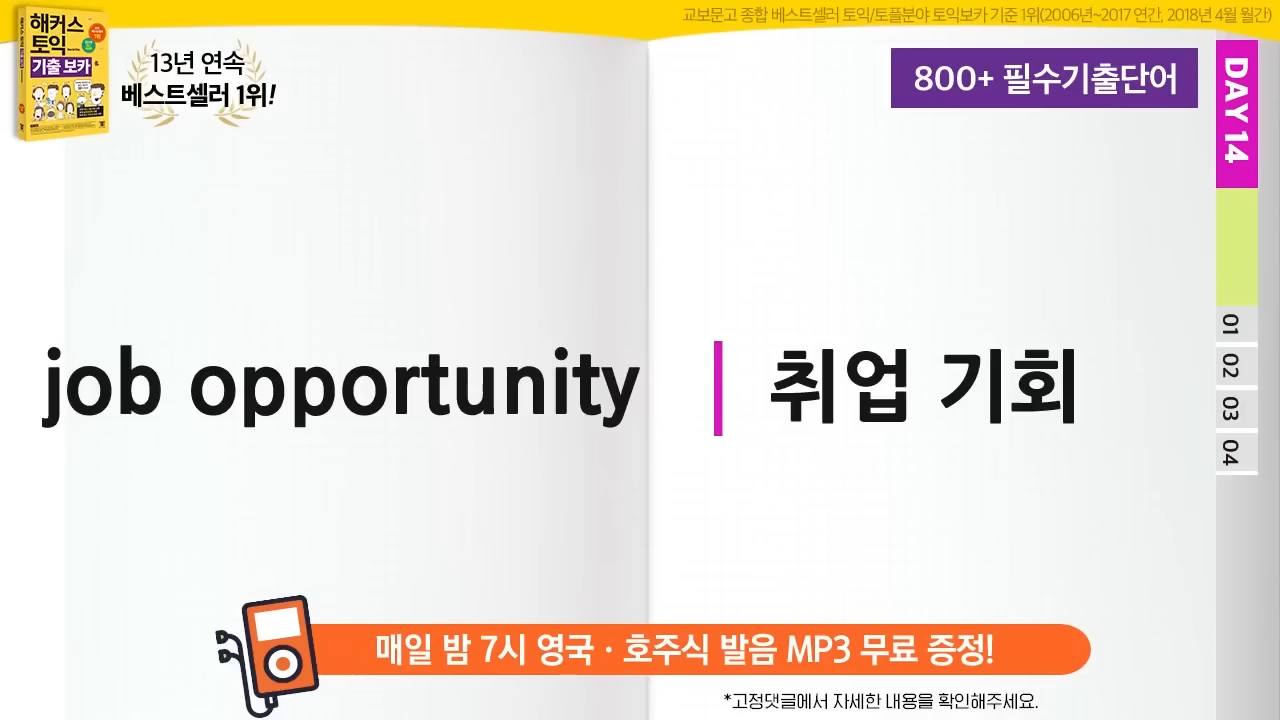 교보문고 종합 베스트셀러 토익/토플분야 토익보카 기준 1위(2006년~2017 연간, 2018년 4월 월간)
해커스
토익
기출 보카
13년 연속
베스트셀러 1위!
800+ 필수기출단어
DAY 14
job opportunity
취업 기회
01
02
03
04
매일 밤 7시 영국 · 호주식 발음 MP3 무료 증정!
*고정댓글에서 자세한 내용을 확인해주세요.